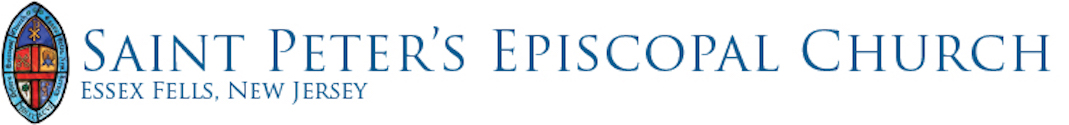 SAINT PETER'S EPISCOPAL CHURCH
ESSEX FELLS, NEW JERSEY